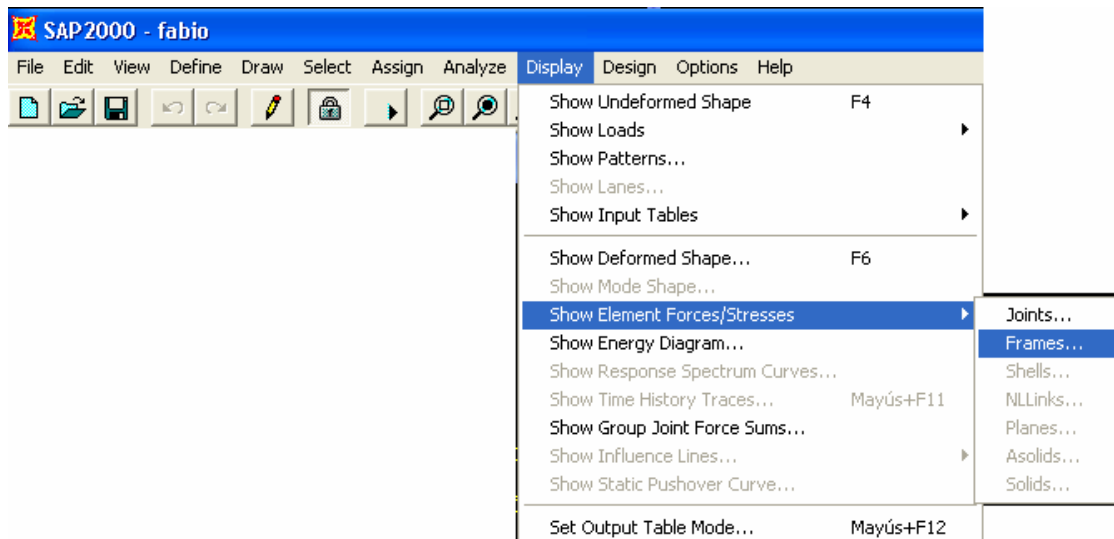 SAP2000 - fabio
File Edit View Define Draw Select Assign Analyze Display Design Options Help
Show Undeformed Shape F4
Show Loads
Show Patterns...
Show Lanes...
Show Input Tables
Show Deformed Shape... F6
Show Mode Shape...
Show Element Forces/Stresses
Show Energy Diagram...
Show Response Spectrum Curves...
Show Time History Traces... Mayús+F11
Show Group Joint Force Sums...
Show Influence Lines...
Show Static Pushover Curve...
Set Output Table Mode... Mayús+F12
Joints...
Frames...
Shells...
NLLinks...
Planes...
Asolids...
Solids...